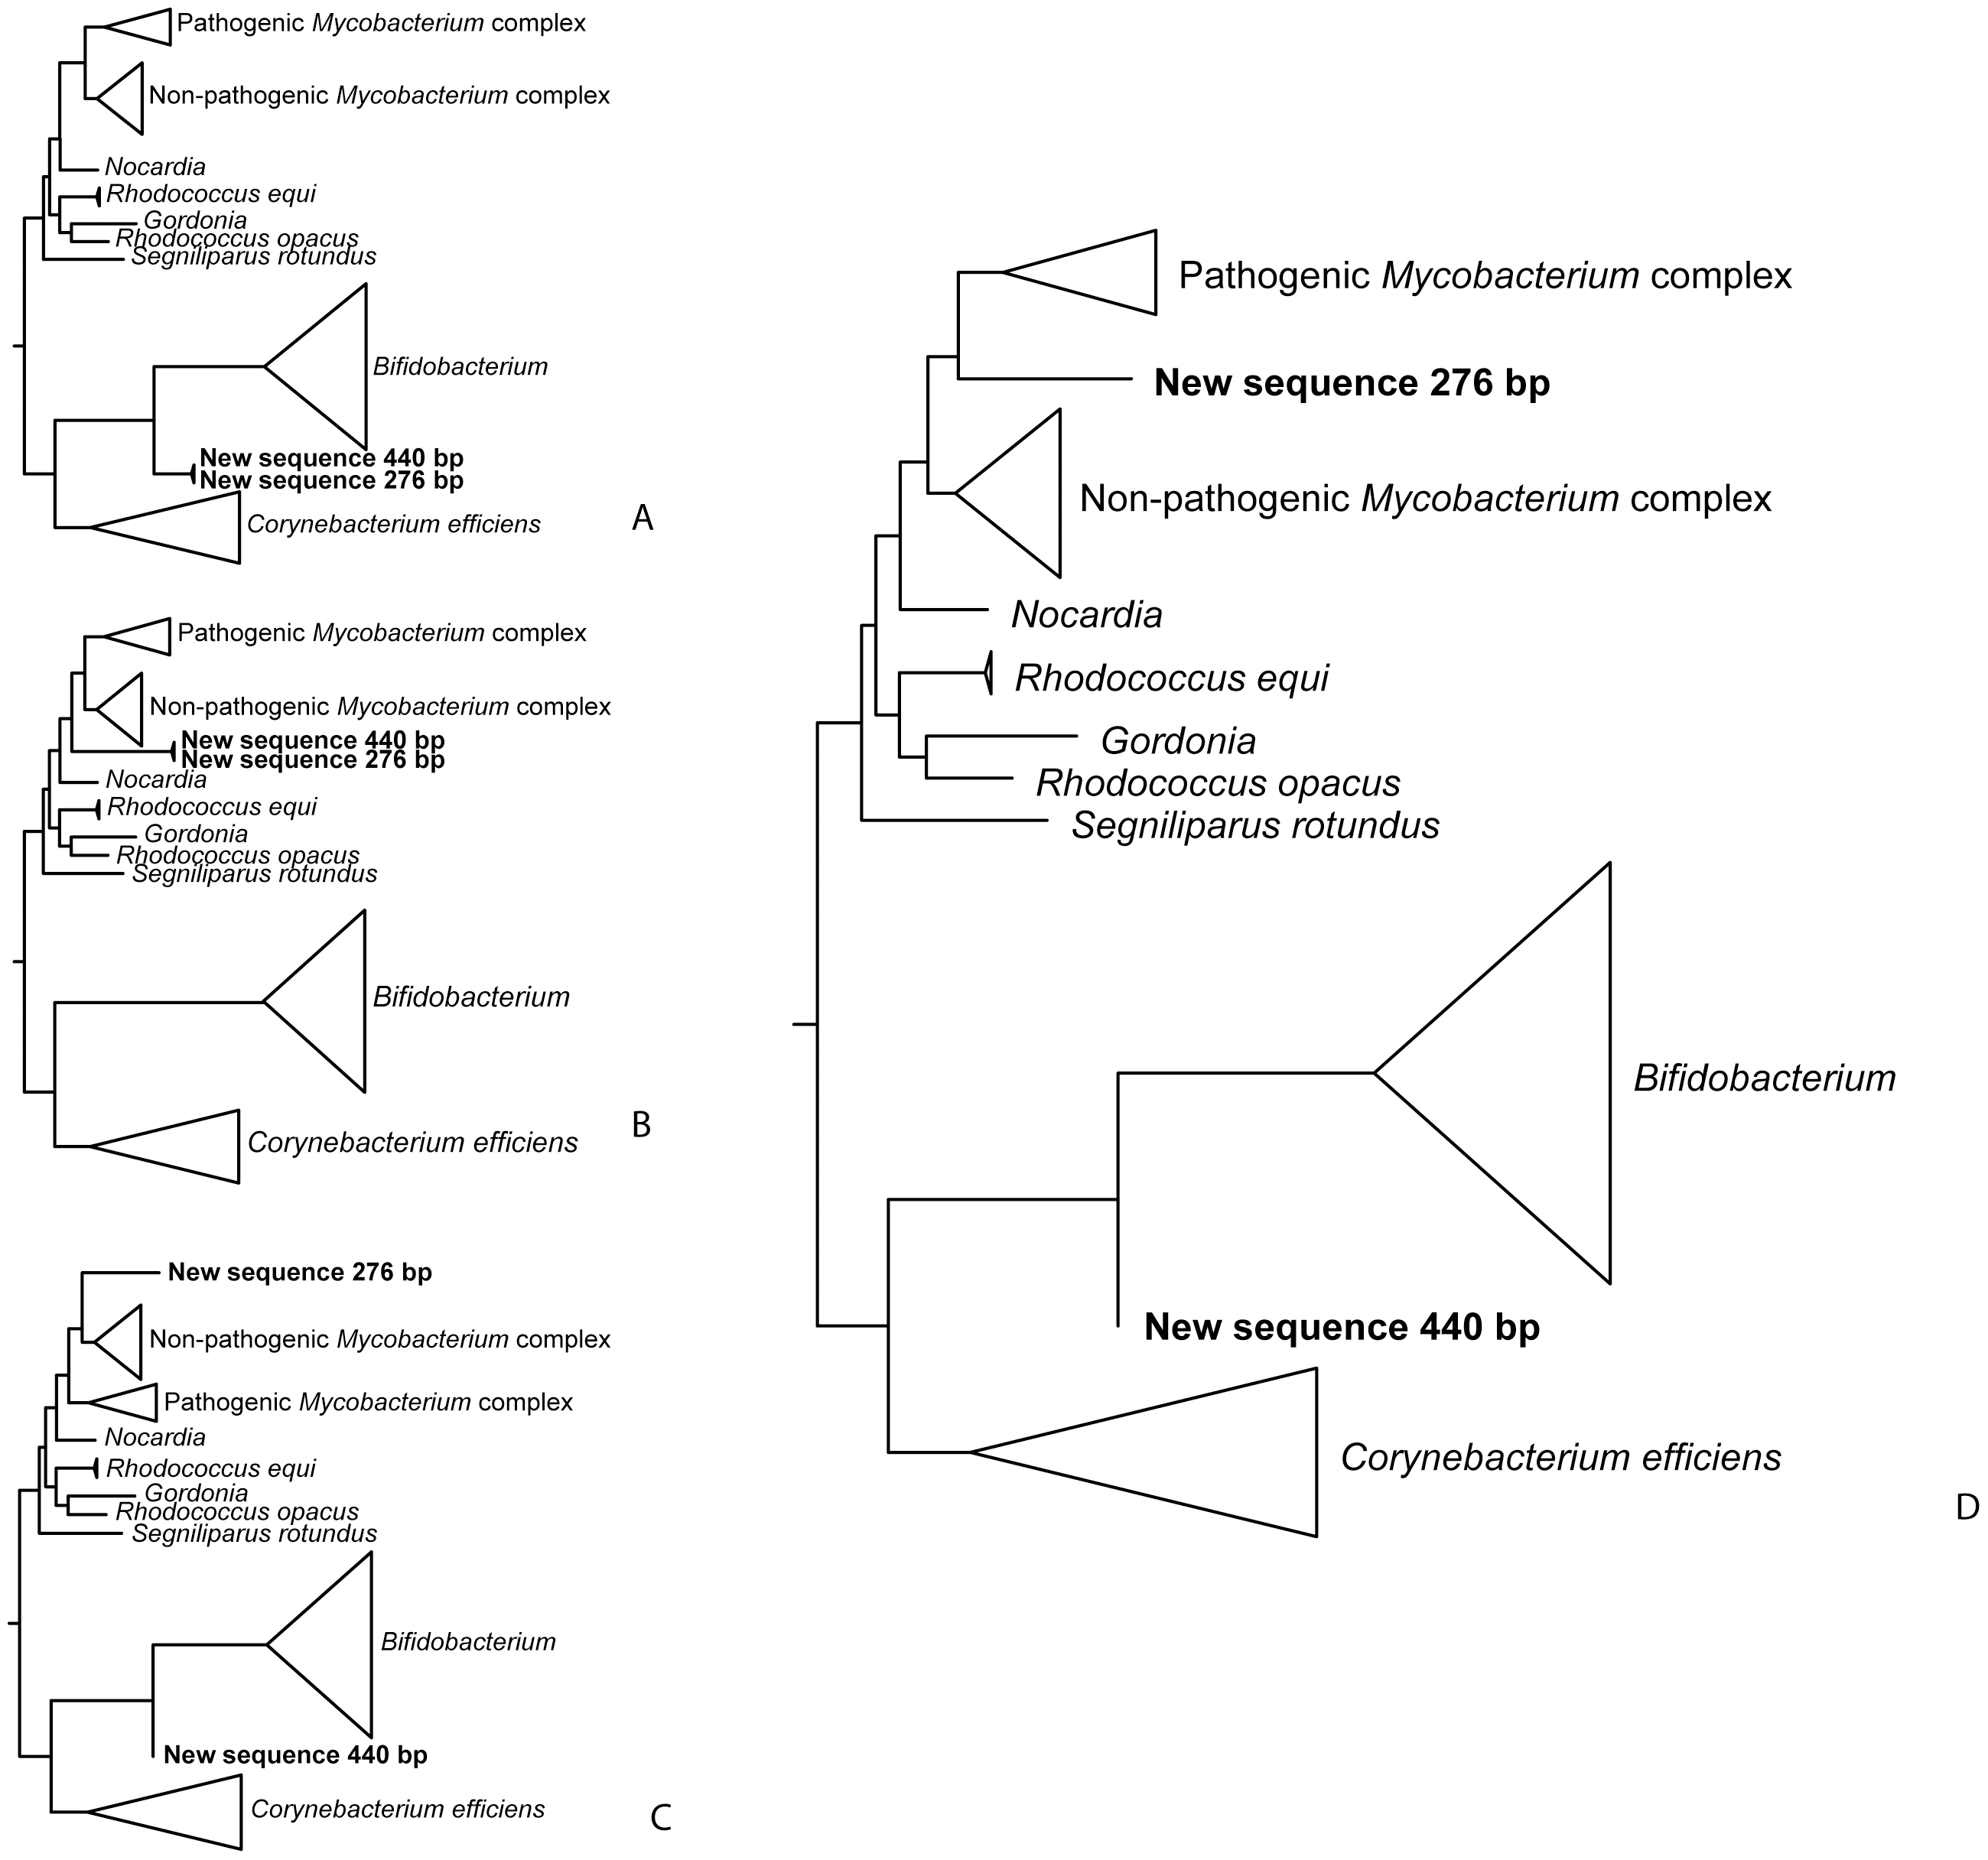 Pathogenic Mycobacterium complex
Non-pathogenic Mycobacterium complex
Nocardia
Rhodococcus equi
Gordonia
Rhodococcus opacus
Segniliparus rotundus
Bifidobacterium
New sequence 440 bp
New sequence 276 bp
Corynebacterium efficiens
A
Pathogenic Mycobacterium complex
Non-pathogenic Mycobacterium complex
New sequence 440 bp
New sequence 276 bp
Nocardia
Rhodococcus equi
Gordonia
Rhodococcus opacus
Segniliparus rotundus
Bifidobacterium
Corynebacterium efficiens
B
New sequence 276 bp
Non-pathogenic Mycobacterium complex
Pathogenic Mycobacterium complex
Nocardia
Rhodococcus equi
Gordonia
Rhodococcus opacus
Segniliparus rotundus
Bifidobacterium
New sequence 440 bp
Corynebacterium efficiens
C
Pathogenic Mycobacterium complex
New sequence 276 bp
Non-pathogenic Mycobacterium complex
Nocardia
Rhodococcus equi
Gordonia
Rhodococcus opacus
Segniliparus rotundus
Bifidobacterium
New sequence 440 bp
Corynebacterium efficiens
D